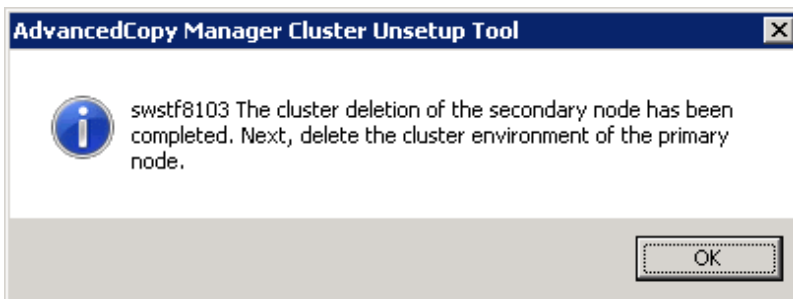 AdvancedCopy Manager Cluster Unsetup Tool
swstf8103 The cluster deletion of the secondary node has been
completed. Next, delete the cluster environment of the primary
node.
OK